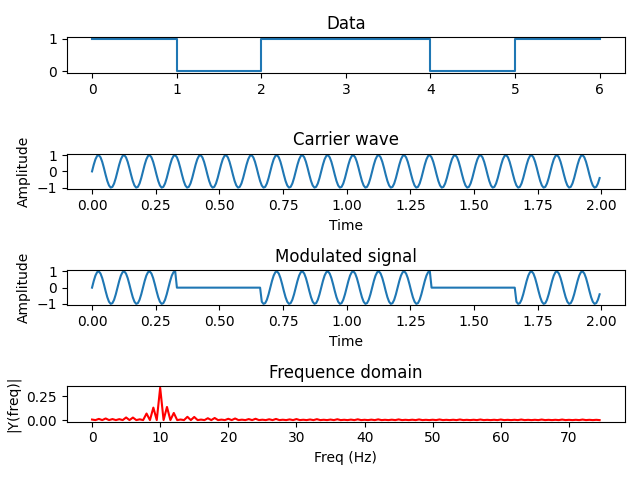 Data
1
0
0 1 2 3 4 5 6
Carrier wave
Amplitude
1
0
−1
0.00 0.25 0.50 0.75 1.00 1.25 1.50 1.75 2.00
Time
Modulated signal
Amplitude
1
0
−1
0.00 0.25 0.50 0.75 1.00 1.25 1.50 1.75 2.00
Time
Frequence domain
|Y(freq)|
0.25
0.00
0 10 20 30 40 50 60 70
Freq (Hz)